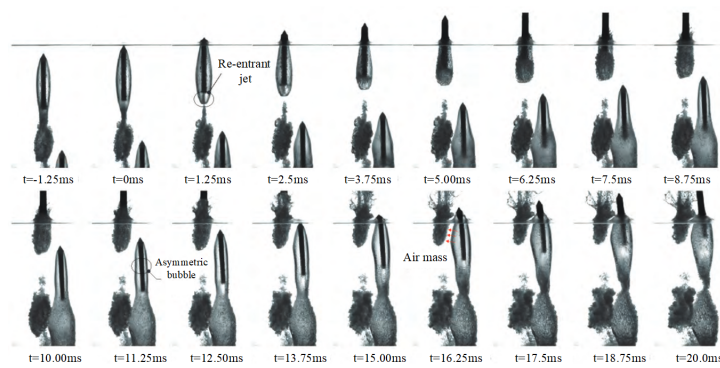 Re-entrant
jet
t=-1.25ms t=0ms t=1.25ms t=2.5ms t=3.75ms t=5.00ms t=6.25ms t=7.5ms t=8.75ms
Asymmetric
bubble
Air mass
t=10.00ms t=11.25ms t=12.50ms t=13.75ms t=15.00ms t=16.25ms t=17.5ms t=18.75ms t=20.0ms